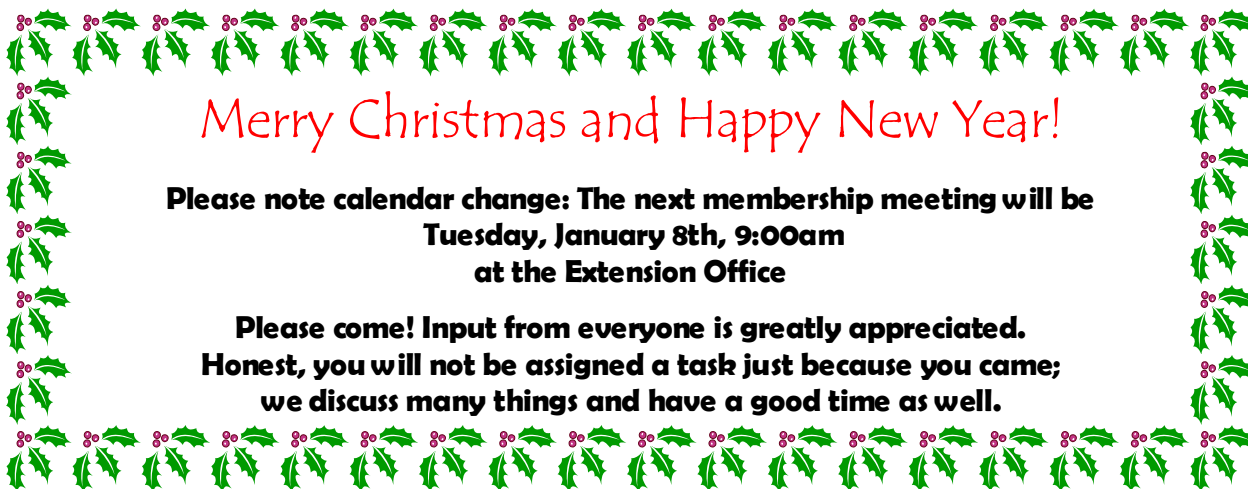 Merry Christmas and Happy New Year!
Please note calendar change: The next membership meeting will be
Tuesday, January 8th, 9:00am
at the Extension Office
Please come! Input from everyone is greatly appreciated.
Honest, you will not be assigned a task just because you came;
we discuss many things and have a good time as well.